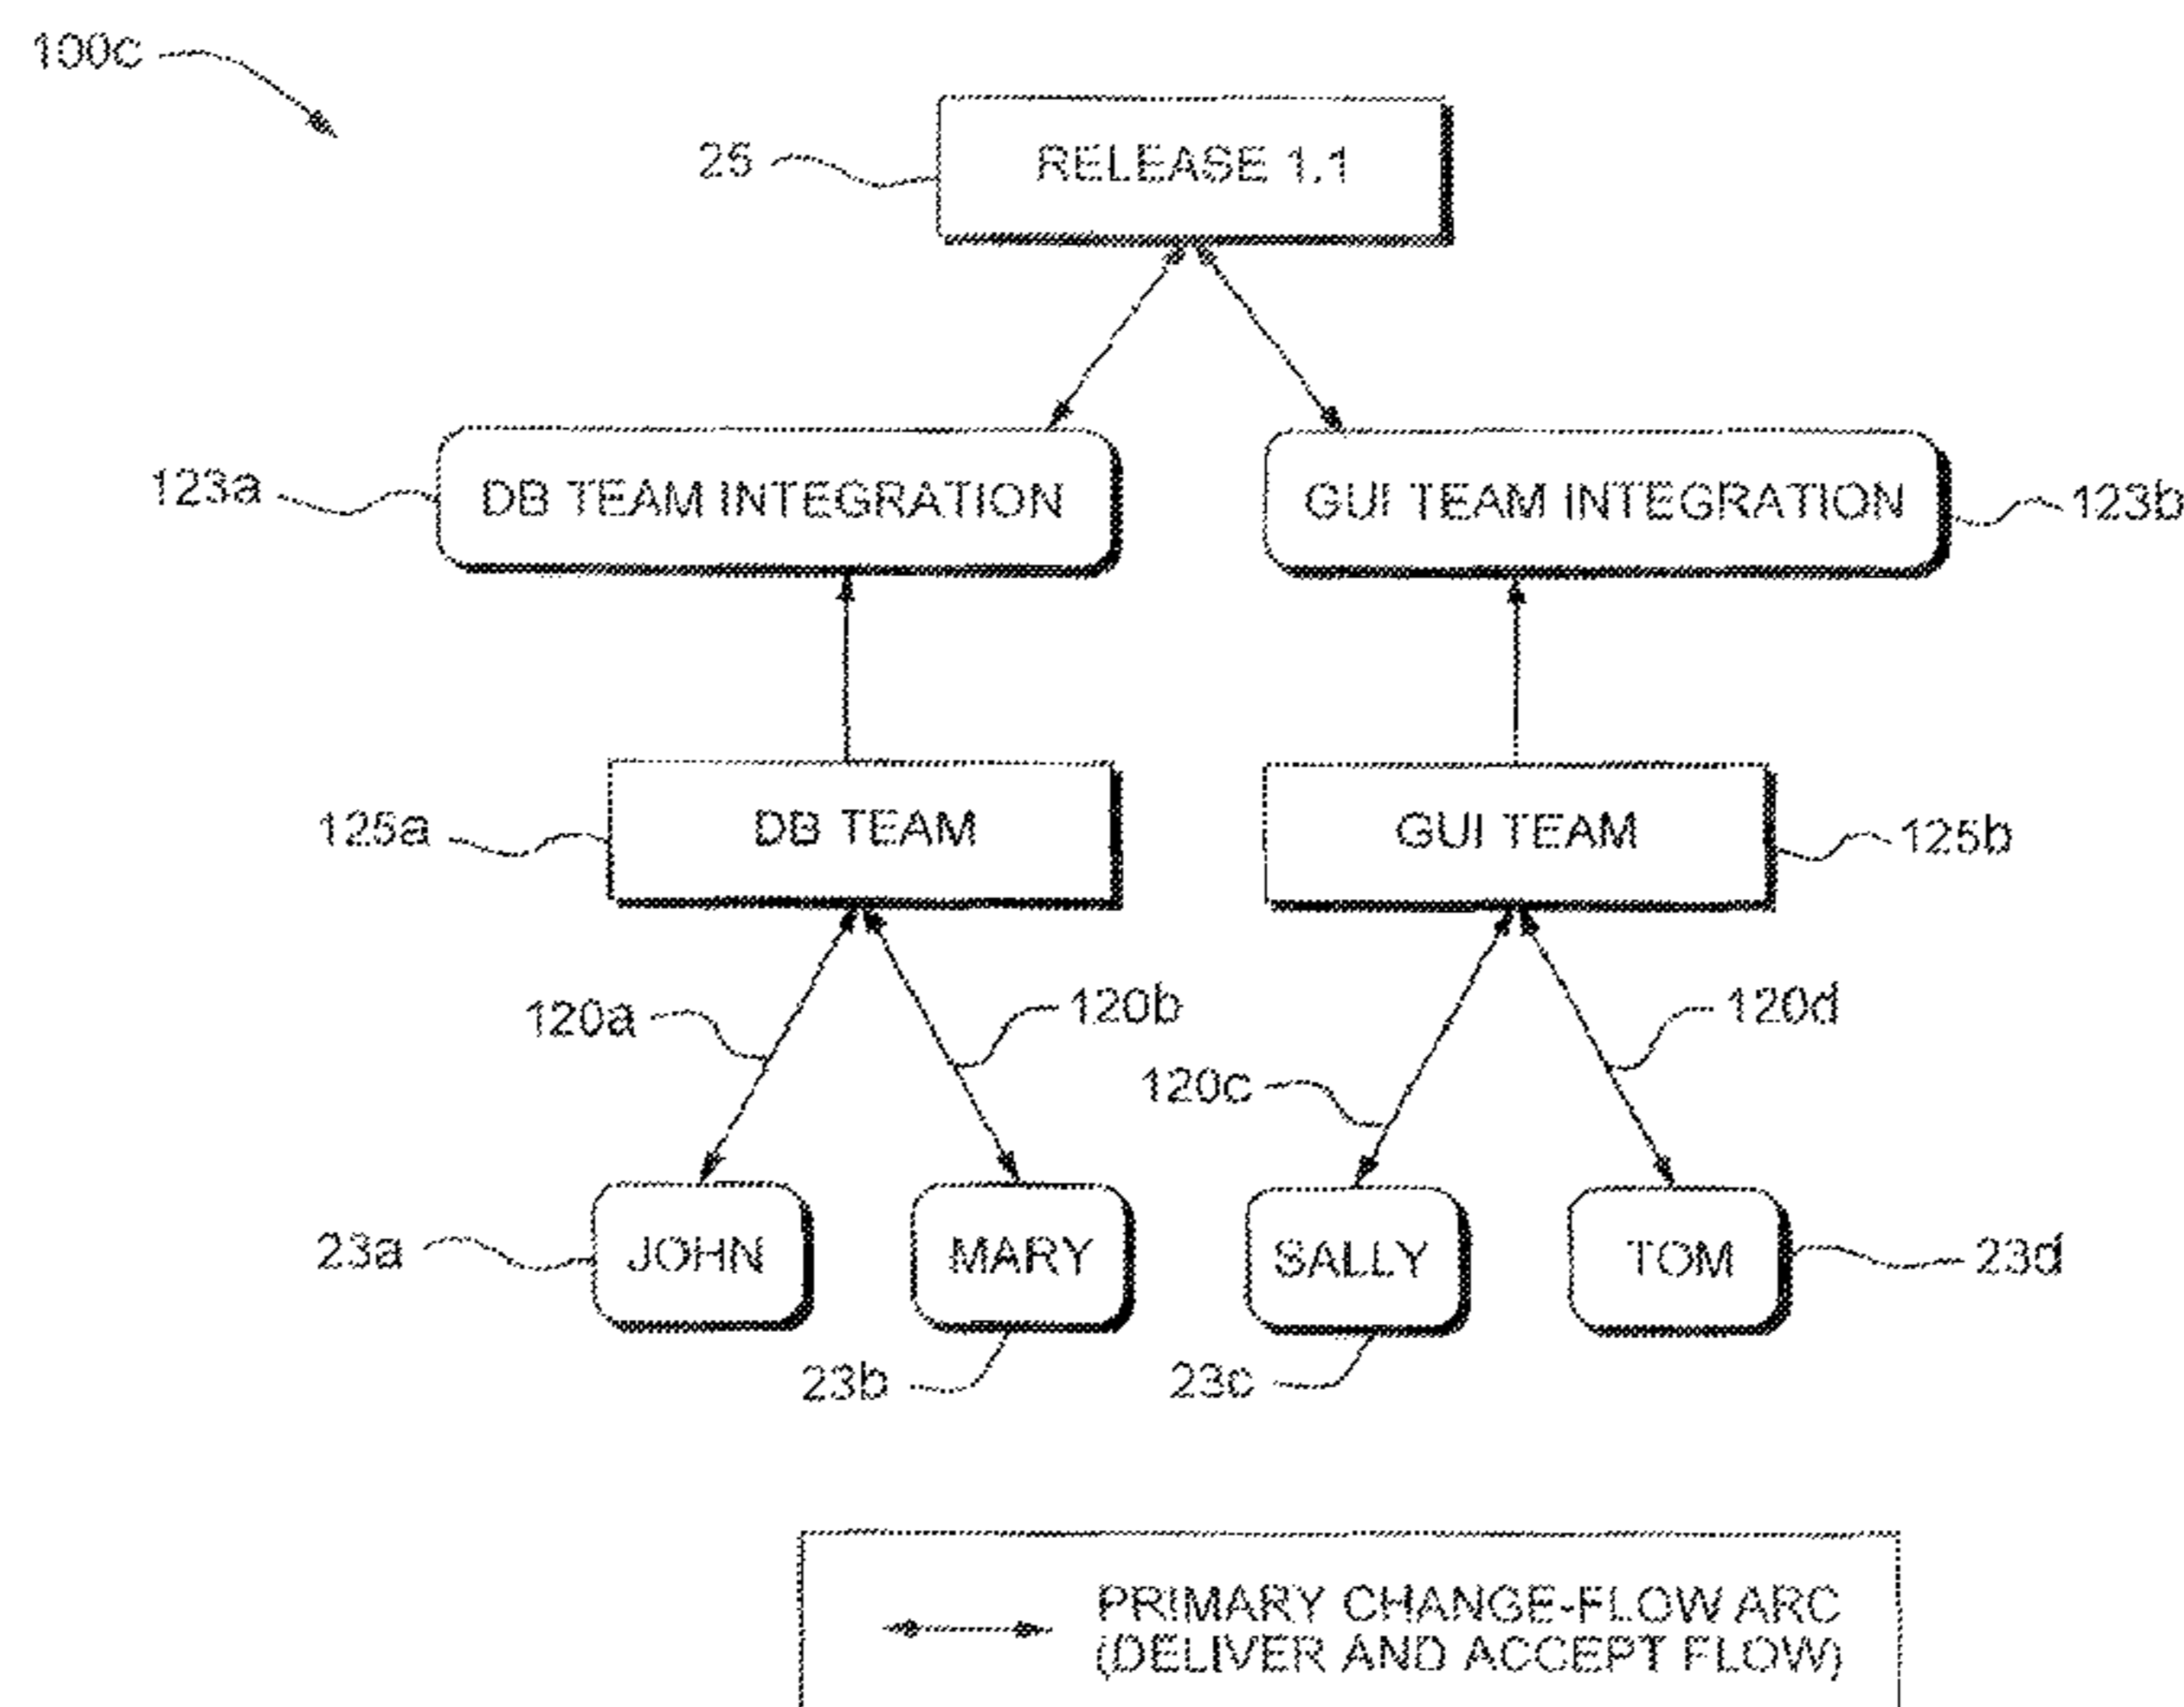 100c
25
RELEASE 1.1
123a
DB TEAM INTEGRATION
GUI TEAM INTEGRATION
123b
125a
DB TEAM
GUI TEAM
125b
120a
120b
120c
120d
23a
JOHN
MARY
SALLY
TOM
23d
23b
23c
PRIMARY CHANGE-FLOW ARC
(DELIVER AND ACCEPT FLOW)